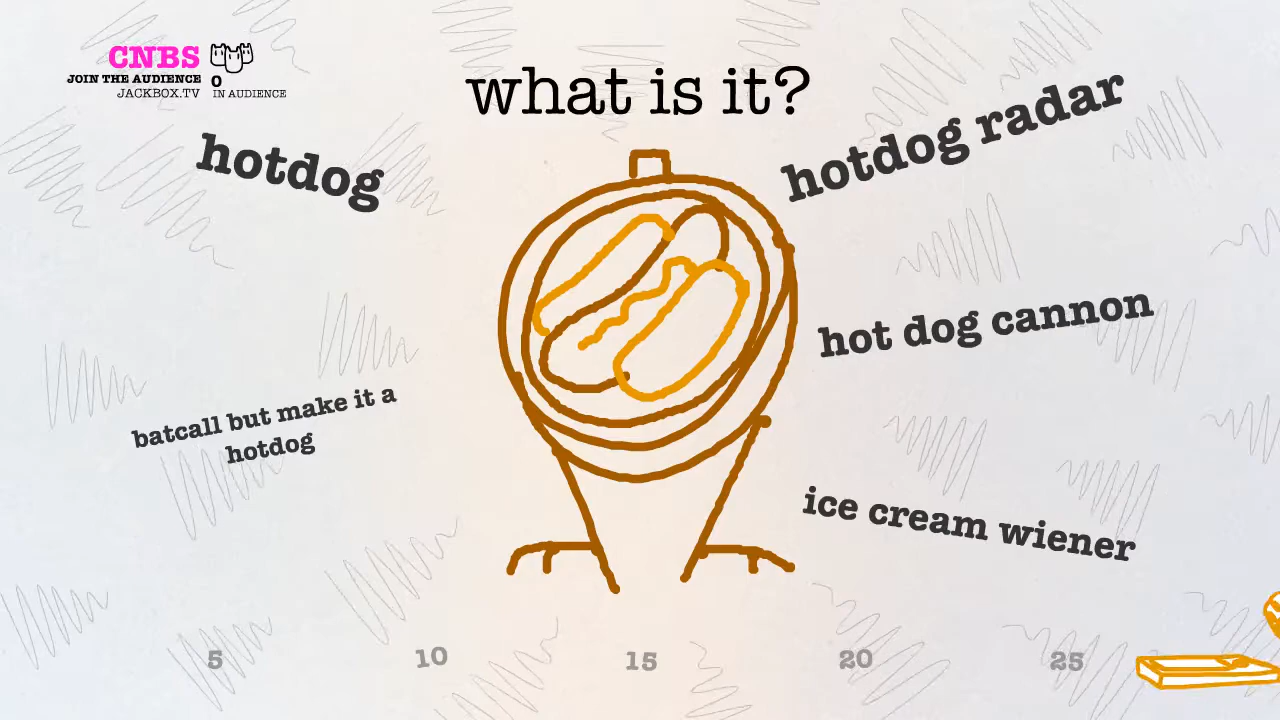 CNBS
JOIN THE AUDIENCE
JACKBOX.TV
0
IN AUDIENCE
what is it?
hotdog
hotdog radar
hot dog cannon
batcall but make it a
hotdog
ice cream wiener
5 10 15 20 25